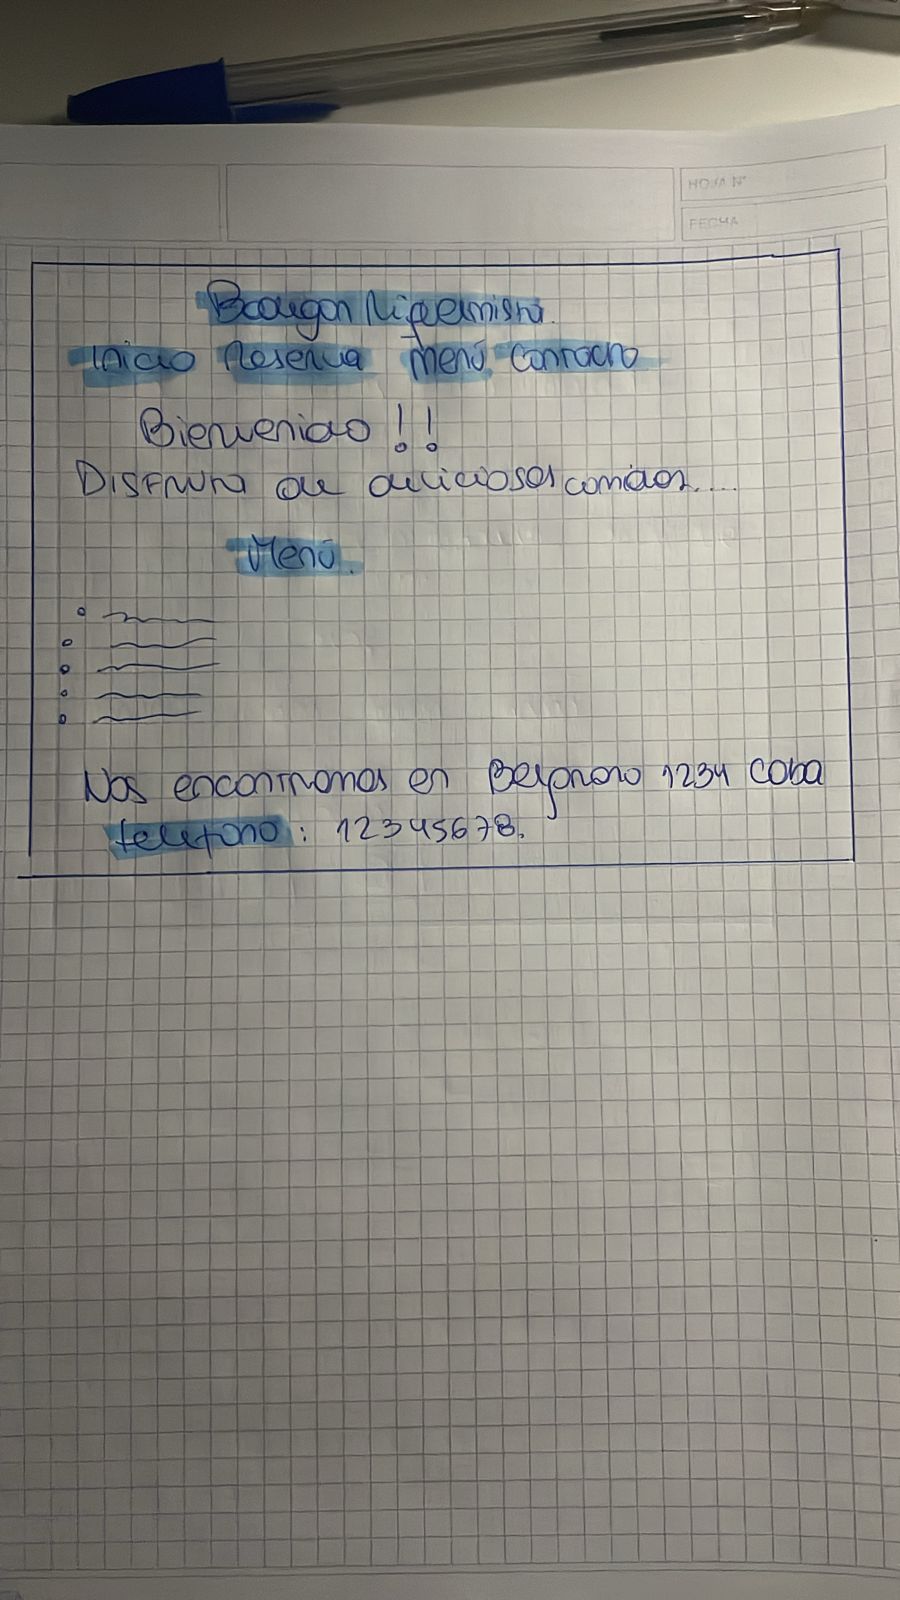 HOJA N°
FECHA
Bodegon
Inicio Reserva Menú Contacto
Bienvenido !!
Disfruta de deliciosas comidas....
Menú.
Nos encontramos en Belgrano 1234 Caba
telefono: 12345678.